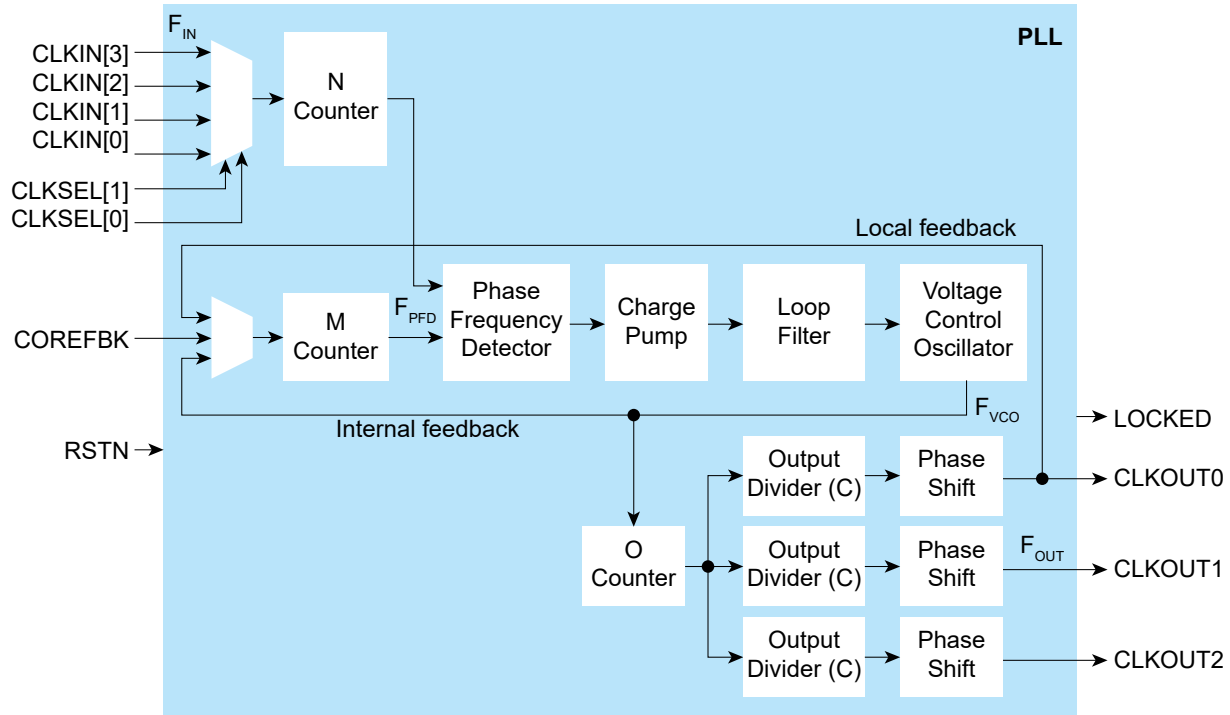 F_IN
PLL
CLKIN[3]
CLKIN[2]
CLKIN[1]
CLKIN[0]
CLKSEL[1]
CLKSEL[0]
N
Counter
Local feedback
COREFBK
M
Counter
F_PFD
Phase
Frequency
Detector
Charge
Pump
Loop
Filter
Voltage
Control
Oscillator
F_VCO
Internal feedback
RSTN
LOCKED
Output
Divider (C)
Phase
Shift
CLKOUT0
O
Counter
Output
Divider (C)
Phase
Shift
F_OUT
CLKOUT1
Output
Divider (C)
Phase
Shift
CLKOUT2